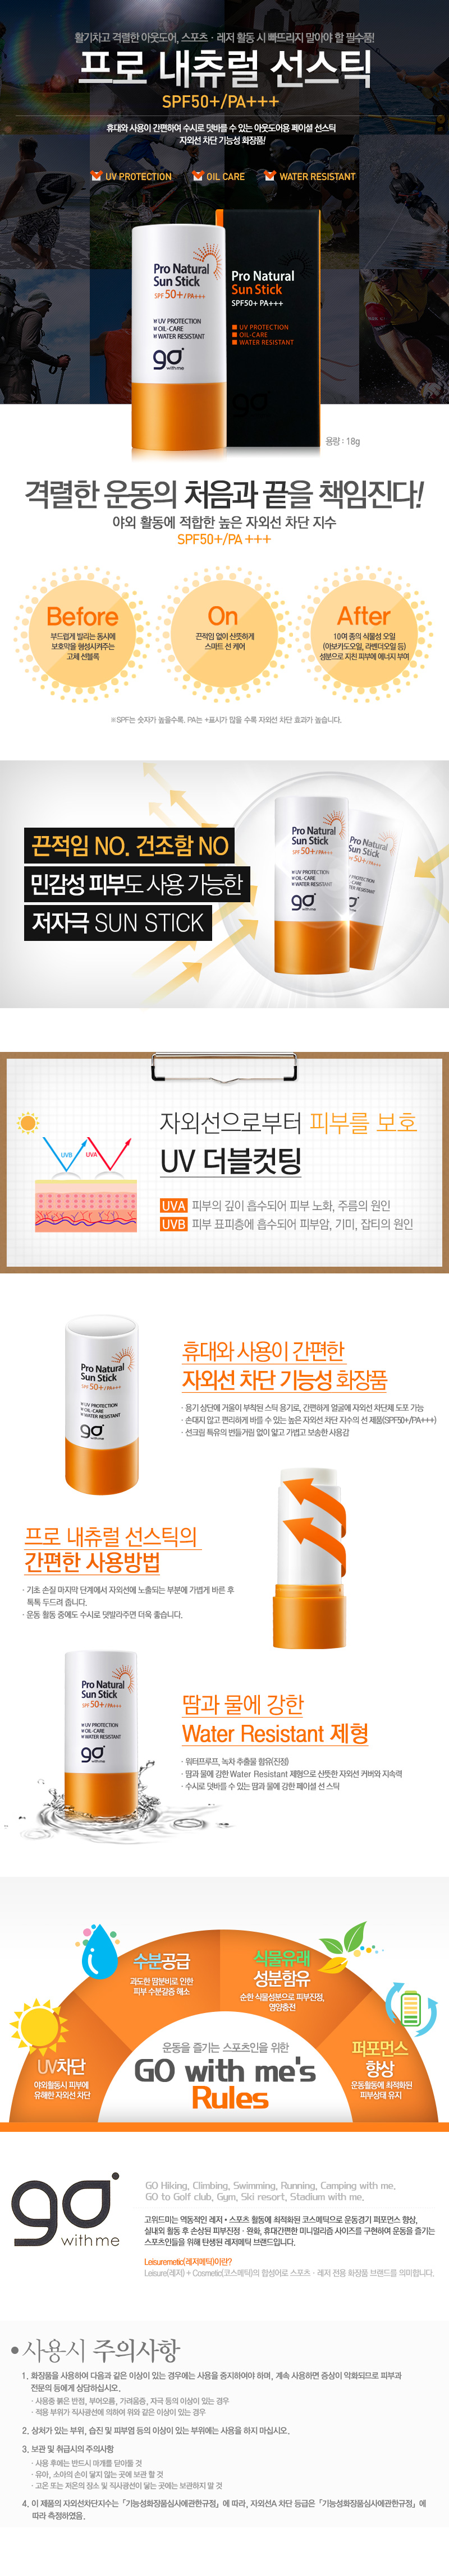 활기차고 격렬한 아웃도어, 스포츠 · 레저 활동 시 빠뜨리지 말아야 할 필수품!
프로 내츄럴 선스틱
SPF50+/PA+++
휴대와 사용이 간편하여 수시로 덧바를 수 있는 아웃도어용 페이셜 선스틱
자외선 차단 기능성 화장품!
UV PROTECTION OIL CARE WATER RESISTANT
Pro Natural
Sun Stick
SPF 50+/PA+++
UV PROTECTION
OIL-CARE
WATER RESISTANT
go
with me
Pro Natural
Sun Stick
SPF50+ PA+++
UV PROTECTION
OIL-CARE
WATER RESISTANT
go
용량 : 18g
격렬한 운동의 처음과 끝을 책임진다!
야외 활동에 적합한 높은 자외선 차단 지수
SPF50+/PA +++
Before
부드럽게 발리는 동시에
보호막을 형성시켜주는
고체 선블록
On
끈적임 없이 산뜻하게
스마트 선 케어
After
10여 종의 식물성 오일
(아보카도오일, 라벤더오일 등)
성분으로 지친 피부에 에너지 부여
※SPF는 숫자가 높을수록, PA는 +표시가 많을 수록 자외선 차단 효과가 높습니다.
끈적임 NO. 건조함 NO
민감성 피부도 사용 가능한
저자극 SUN STICK
Pro Natural
Sun Stick
SPF 50+/PA+++
UV PROTECTION
OIL-CARE
WATER RESISTANT
go
with me
Pro Natural
Sun Stick
SPF 50+/PA+++
UV PROTECTION
OIL-CARE
WATER RESISTANT
go
with me
자외선으로부터 피부를 보호
UV 더블컷팅
UVB UVA
UVA 피부의 깊이 흡수되어 피부 노화, 주름의 원인
UVB 피부 표피층에 흡수되어 피부암, 기미, 잡티의 원인
Pro Natural
Sun Stick
SPF 50+/PA+++
UV PROTECTION
OIL-CARE
WATER RESISTANT
go
with me
휴대와 사용이 간편한
자외선 차단 기능성 화장품
· 용기 상단에 거울이 부착된 스틱 용기로, 간편하게 얼굴에 자외선 차단제 도포 가능
· 손대지 않고 편리하게 바를 수 있는 높은 자외선 차단 지수의 선 제품(SPF50+/PA+++)
· 선크림 특유의 번들거림 없이 얇고 가볍고 보송한 사용감
프로 내츄럴 선스틱의
간편한 사용방법
· 기초 손질 마지막 단계에서 자외선에 노출되는 부분에 가볍게 바른 후
톡톡 두드려 줍니다.
· 운동 활동 중에도 수시로 덧발라주면 더욱 좋습니다.
Pro Natural
Sun Stick
SPF 50+/PA+++
UV PROTECTION
OIL-CARE
WATER RESISTANT
go
with me
땀과 물에 강한
Water Resistant 제형
· 워터프루프, 녹차 추출물 함유(진정)
· 땀과 물에 강한 Water Resistant 제형으로 산뜻한 자외선 커버와 지속력
· 수시로 덧바를 수 있는 땀과 물에 강한 페이셜 선 스틱
수분공급
과도한 땀분비로 인한
피부 수분갈증 해소
식물유래
성분함유
순한 식물성분으로 피부진정,
영양충전
UV차단
야외활동시 피부에
유해한 자외선 차단
퍼포먼스
향상
운동활동에 최적화된
피부상태 유지
운동을 즐기는 스포츠인을 위한
GO with me's
Rules
go
with me
GO Hiking, Climbing, Swimming, Running, Camping with me.
GO to Golf club, Gym, Ski resort, Stadium with me.
고위드미는 역동적인 레저 • 스포츠 활동에 최적화된 코스메틱으로 운동경기 퍼포먼스 향상,
실내외 활동 후 손상된 피부진정 · 완화, 휴대간편한 미니멀리즘 사이즈를 구현하여 운동을 즐기는
스포츠인들을 위해 탄생된 레저메틱 브랜드입니다.
Leisuremetic(레저메틱)이란?
Leisure(레저) + Cosmetic(코스메틱)의 합성어로 스포츠 · 레저 전용 화장품 브랜드를 의미합니다.
• 사용시 주의사항
1. 화장품을 사용하여 다음과 같은 이상이 있는 경우에는 사용을 중지하여야 하며, 계속 사용하면 증상이 악화되므로 피부과
전문의 등에게 상담하십시오.
· 사용중 붉은 반점, 부어오름, 가려움증, 자극 등의 이상이 있는 경우
· 적용 부위가 직사광선에 의하여 위와 같은 이상이 있는 경우
2. 상처가 있는 부위, 습진 및 피부염 등의 이상이 있는 부위에는 사용을 하지 마십시오.
3. 보관 및 취급시의 주의사항
· 사용 후에는 반드시 마개를 닫아둘 것
· 유아, 소아의 손이 닿지 않는 곳에 보관 할 것
· 고온 또는 저온의 장소 및 직사광선이 닿는 곳에는 보관하지 말 것
4. 이 제품의 자외선차단지수는「기능성화장품심사에관한규정」에 따라, 자외선A 차단 등급은「기능성화장품심사에관한규정」에
따라 측정하였음.